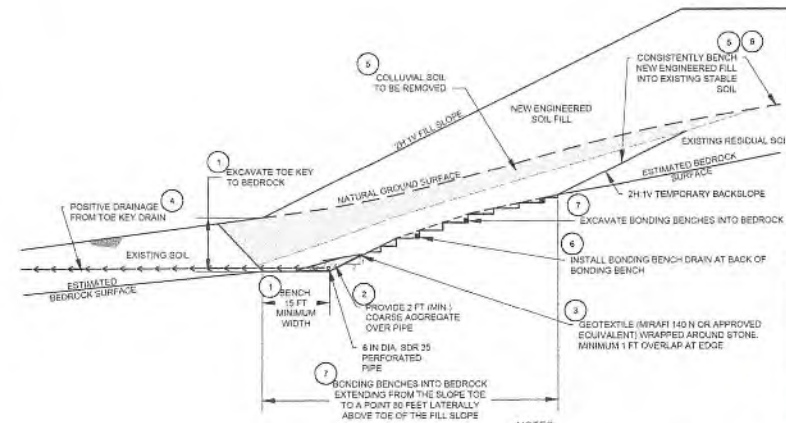 5
COLLUVIAL SOIL
TO BE REMOVED
5 6
CONSISTENTLY BENCH
NEW ENGINEERED FILL
INTO EXISTING STABLE
SOIL
2H:1V FILL SLOPE
NEW ENGINEERED
SOIL FILL
1
EXCAVATE TOE KEY
TO BEDROCK
NATURAL GROUND SURFACE
EXISTING RESIDUAL SOI
ESTIMATED BEDROCK
SURFACE
2H:1V TEMPORARY BACKSLOPE
4
POSITIVE DRAINAGE
FROM TOE KEY DRAIN
7
EXCAVATE BONDING BENCHES INTO BEDROCK
EXISTING SOIL
6
INSTALL BONDING BENCH DRAIN AT BACK OF
BONDING BENCH
ESTIMATED
BEDROCK SURFACE
1
BENCH
15 FT
MINIMUM
WIDTH
2
PROVIDE 2 FT (MIN.)
COARSE AGGREGATE
OVER PIPE
3
GEOTEXTILE (MIRAFI 140 N OR APPROVED
EQUIVALENT) WRAPPED AROUND STONE.
MINIMUM 1 FT OVERLAP AT EDGE
6 IN DIA. SDR 35
PERFORATED
PIPE
7
BONDING BENCHES INTO BEDROCK
EXTENDING FROM THE SLOPE TOE
TO A POINT 50 FEET LATERALLY
ABOVE TOE OF THE FILL SLOPE